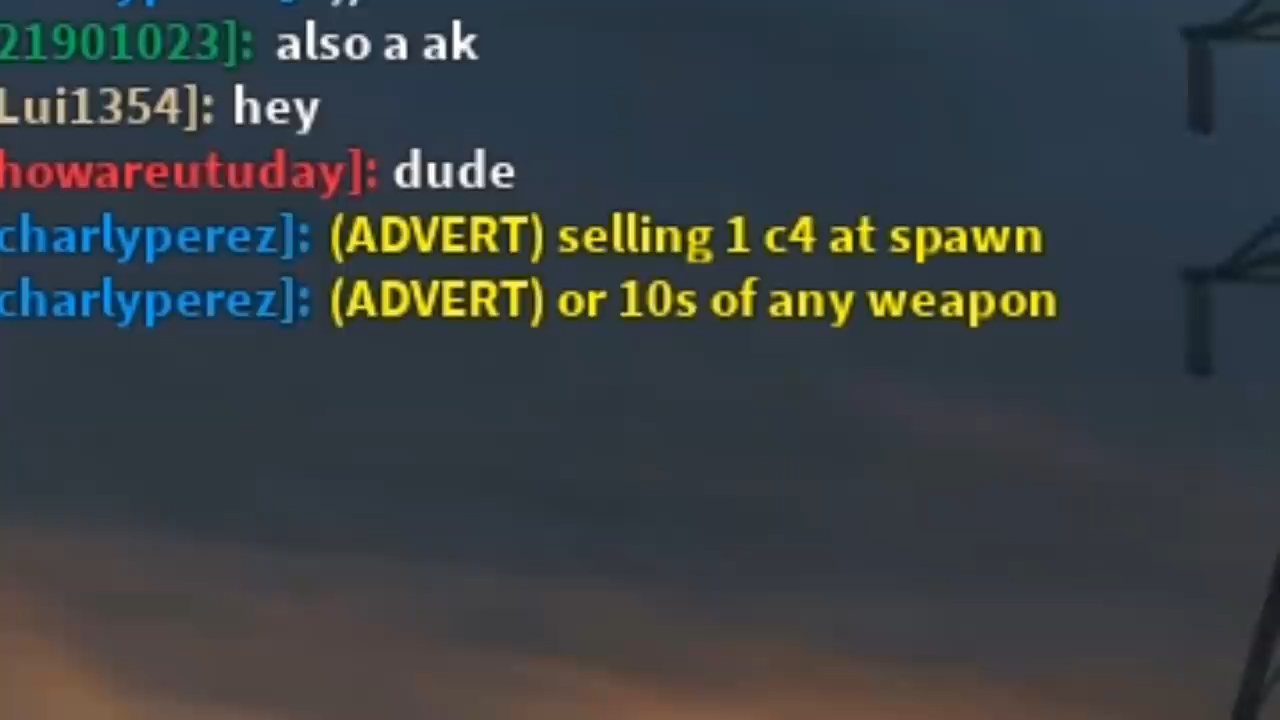 21901023]: also a ak
Lui1354]: hey
howareutuday]: dude
charlyperez]: (ADVERT) selling 1 c4 at spawn
charlyperez]: (ADVERT) or 10s of any weapon